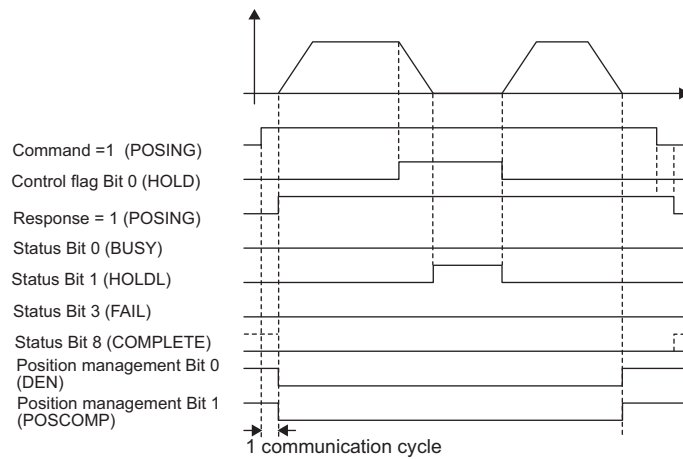 Command =1 (POSING)
Control flag Bit 0 (HOLD)
Response = 1 (POSING)
Status Bit 0 (BUSY)
Status Bit 1 (HOLDL)
Status Bit 3 (FAIL)
Status Bit 8 (COMPLETE)
Position management Bit 0
(DEN)
Position management Bit 1
(POSCOMP)
1 communication cycle